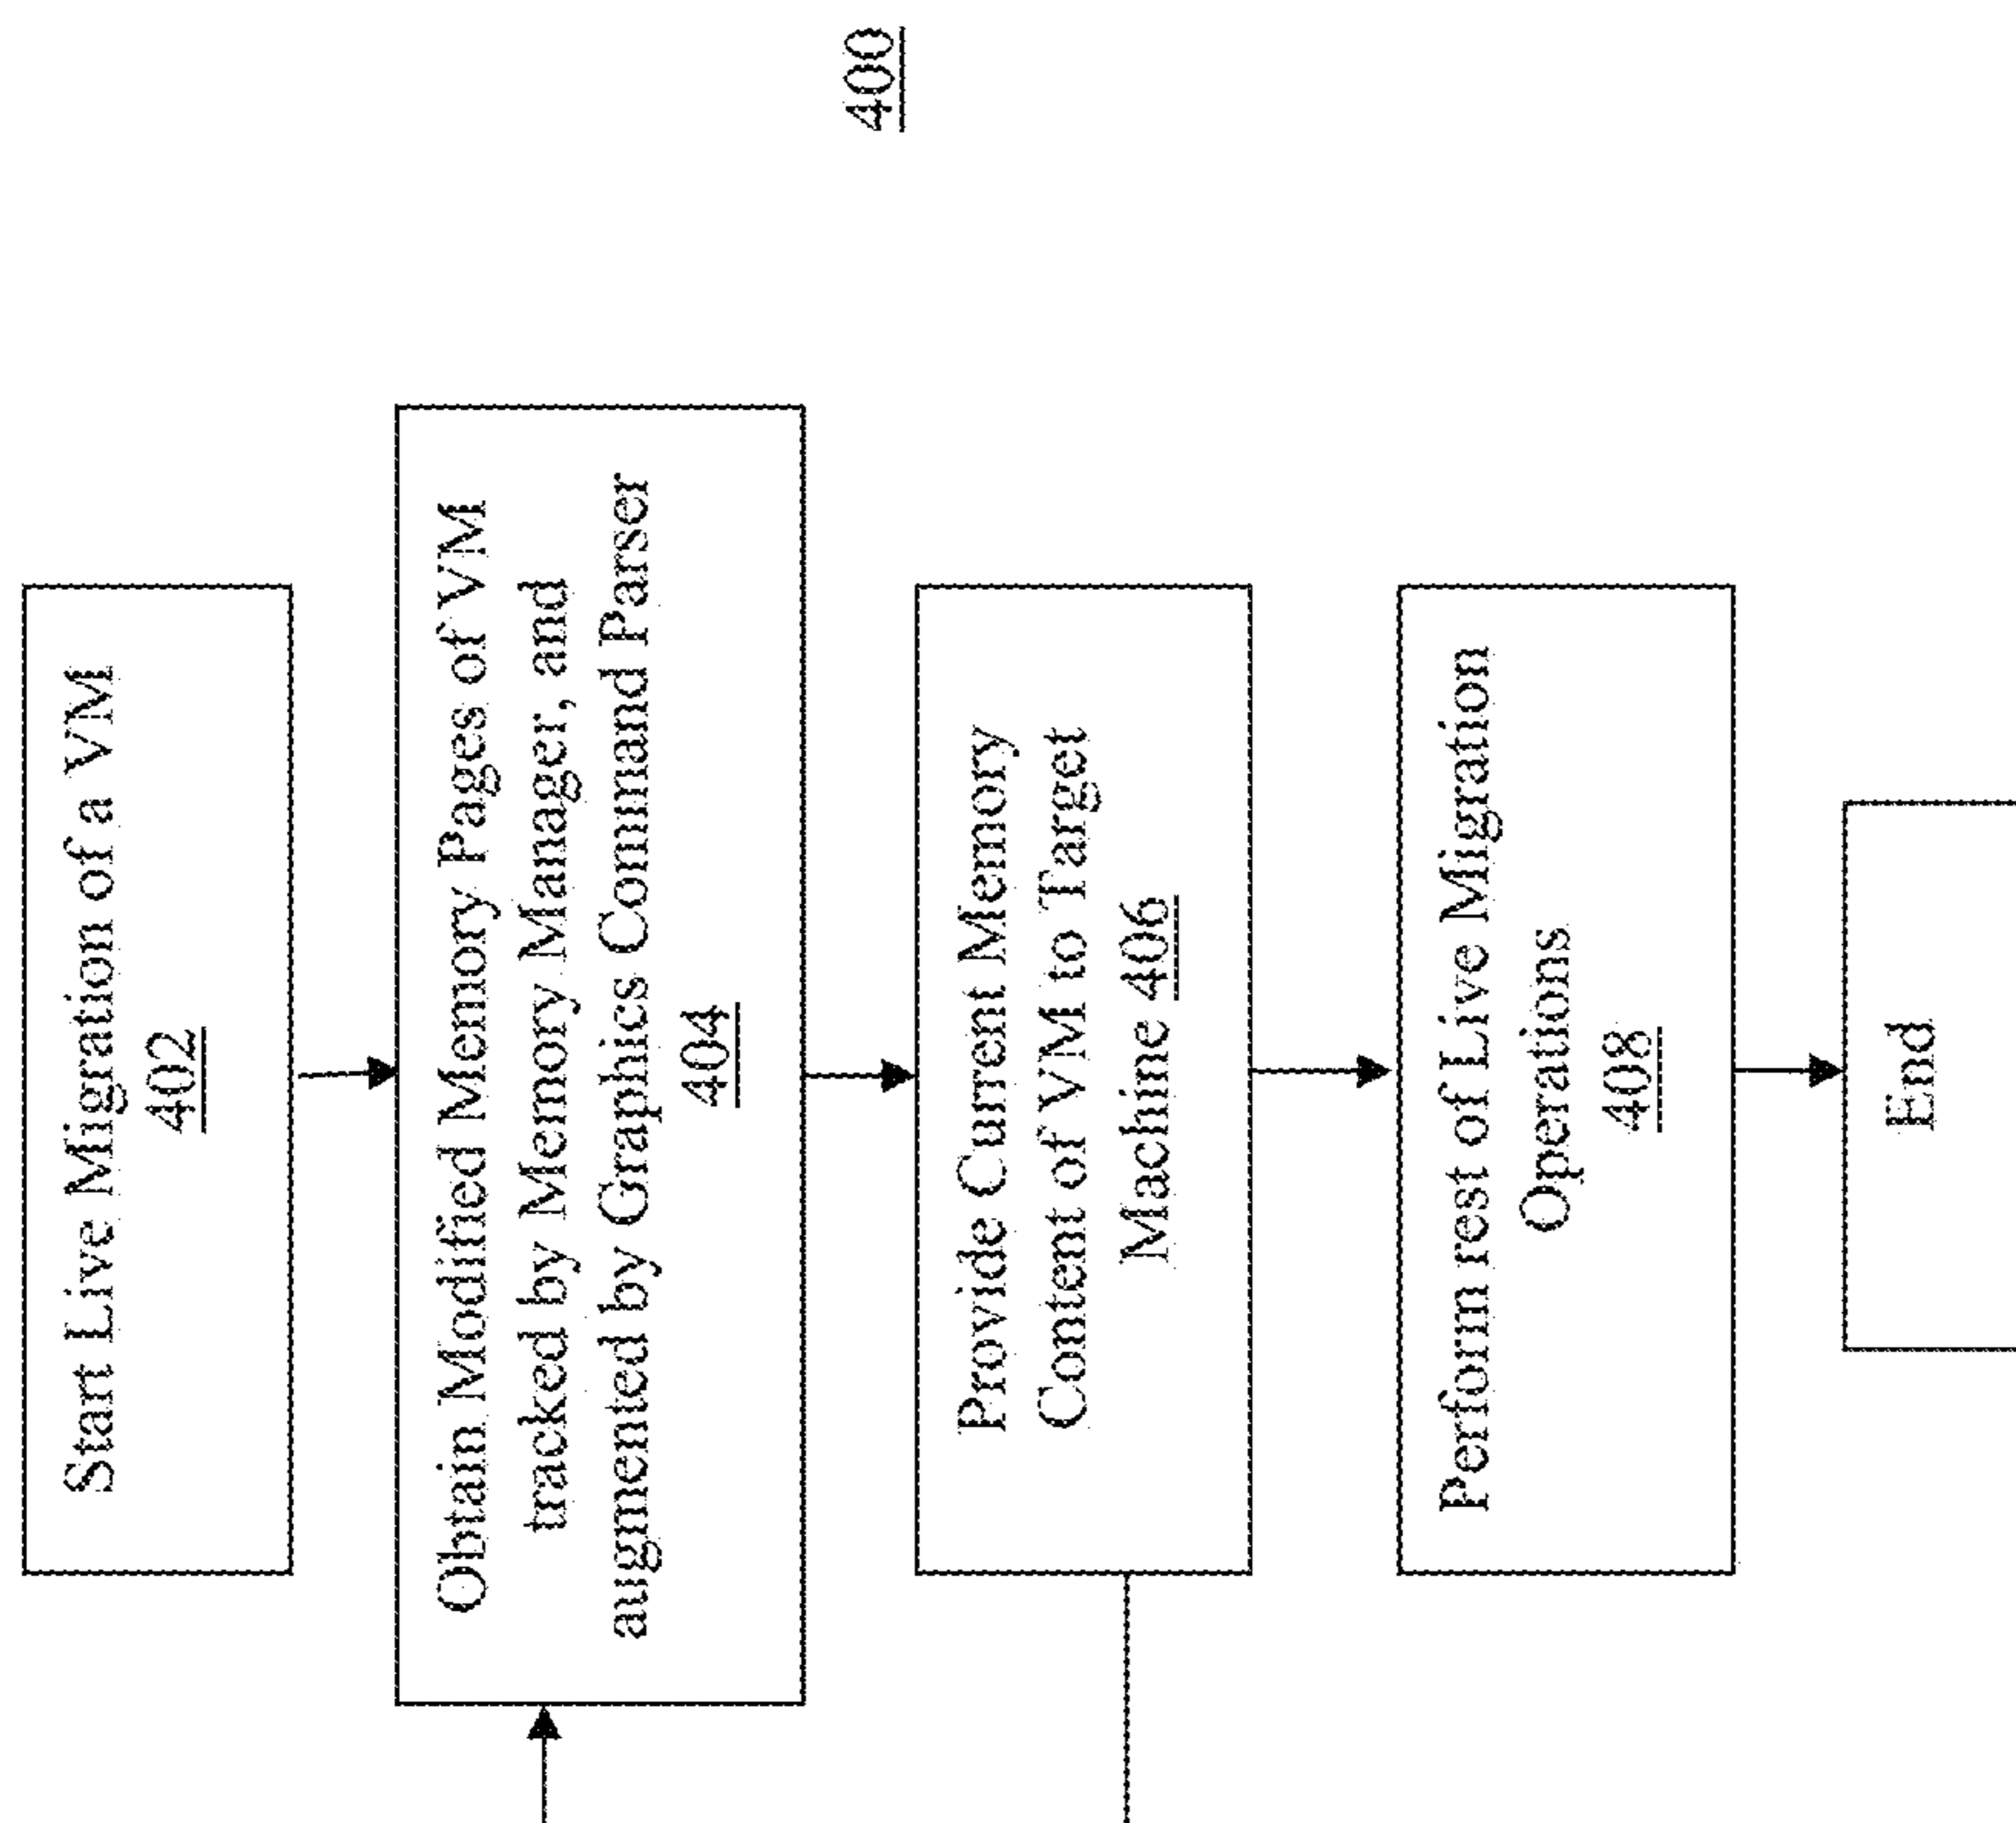 400
Start Live Migration of a VM
402
Obtain Modified Memory Pages of VM
tracked by Memory Manager, and
augmented by Graphics Command Parser
404
Provide Current Memory
Content of VM to Target
Machine 406
Perform rest of Live Migration
Operations
408
End